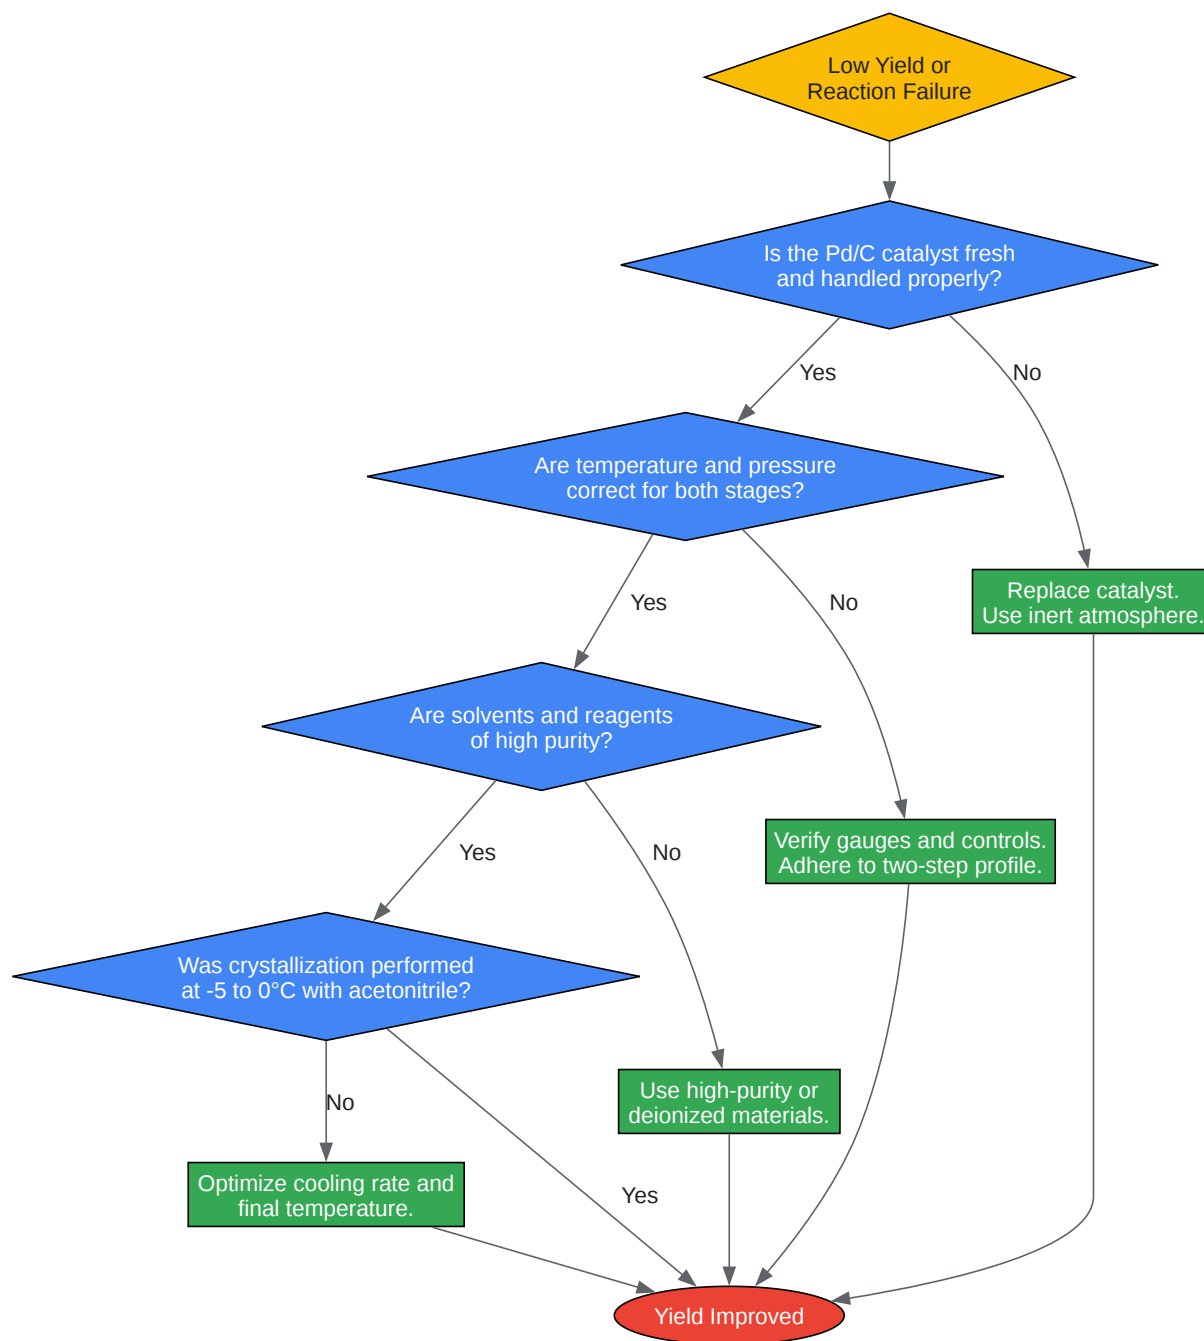 Low Yield or
Reaction Failure
Is the Pd/C catalyst fresh
and handled properly?
Yes
No
Are temperature and pressure
correct for both stages?
Replace catalyst.
Use inert atmosphere.
Yes
No
Are solvents and reagents
of high purity?
Verify gauges and controls.
Adhere to two-step profile.
Yes
No
Was crystallization performed
at -5 to 0°C with acetonitrile?
Use high-purity or
deionized materials.
No
Optimize cooling rate and
final temperature.
Yes
Yield Improved